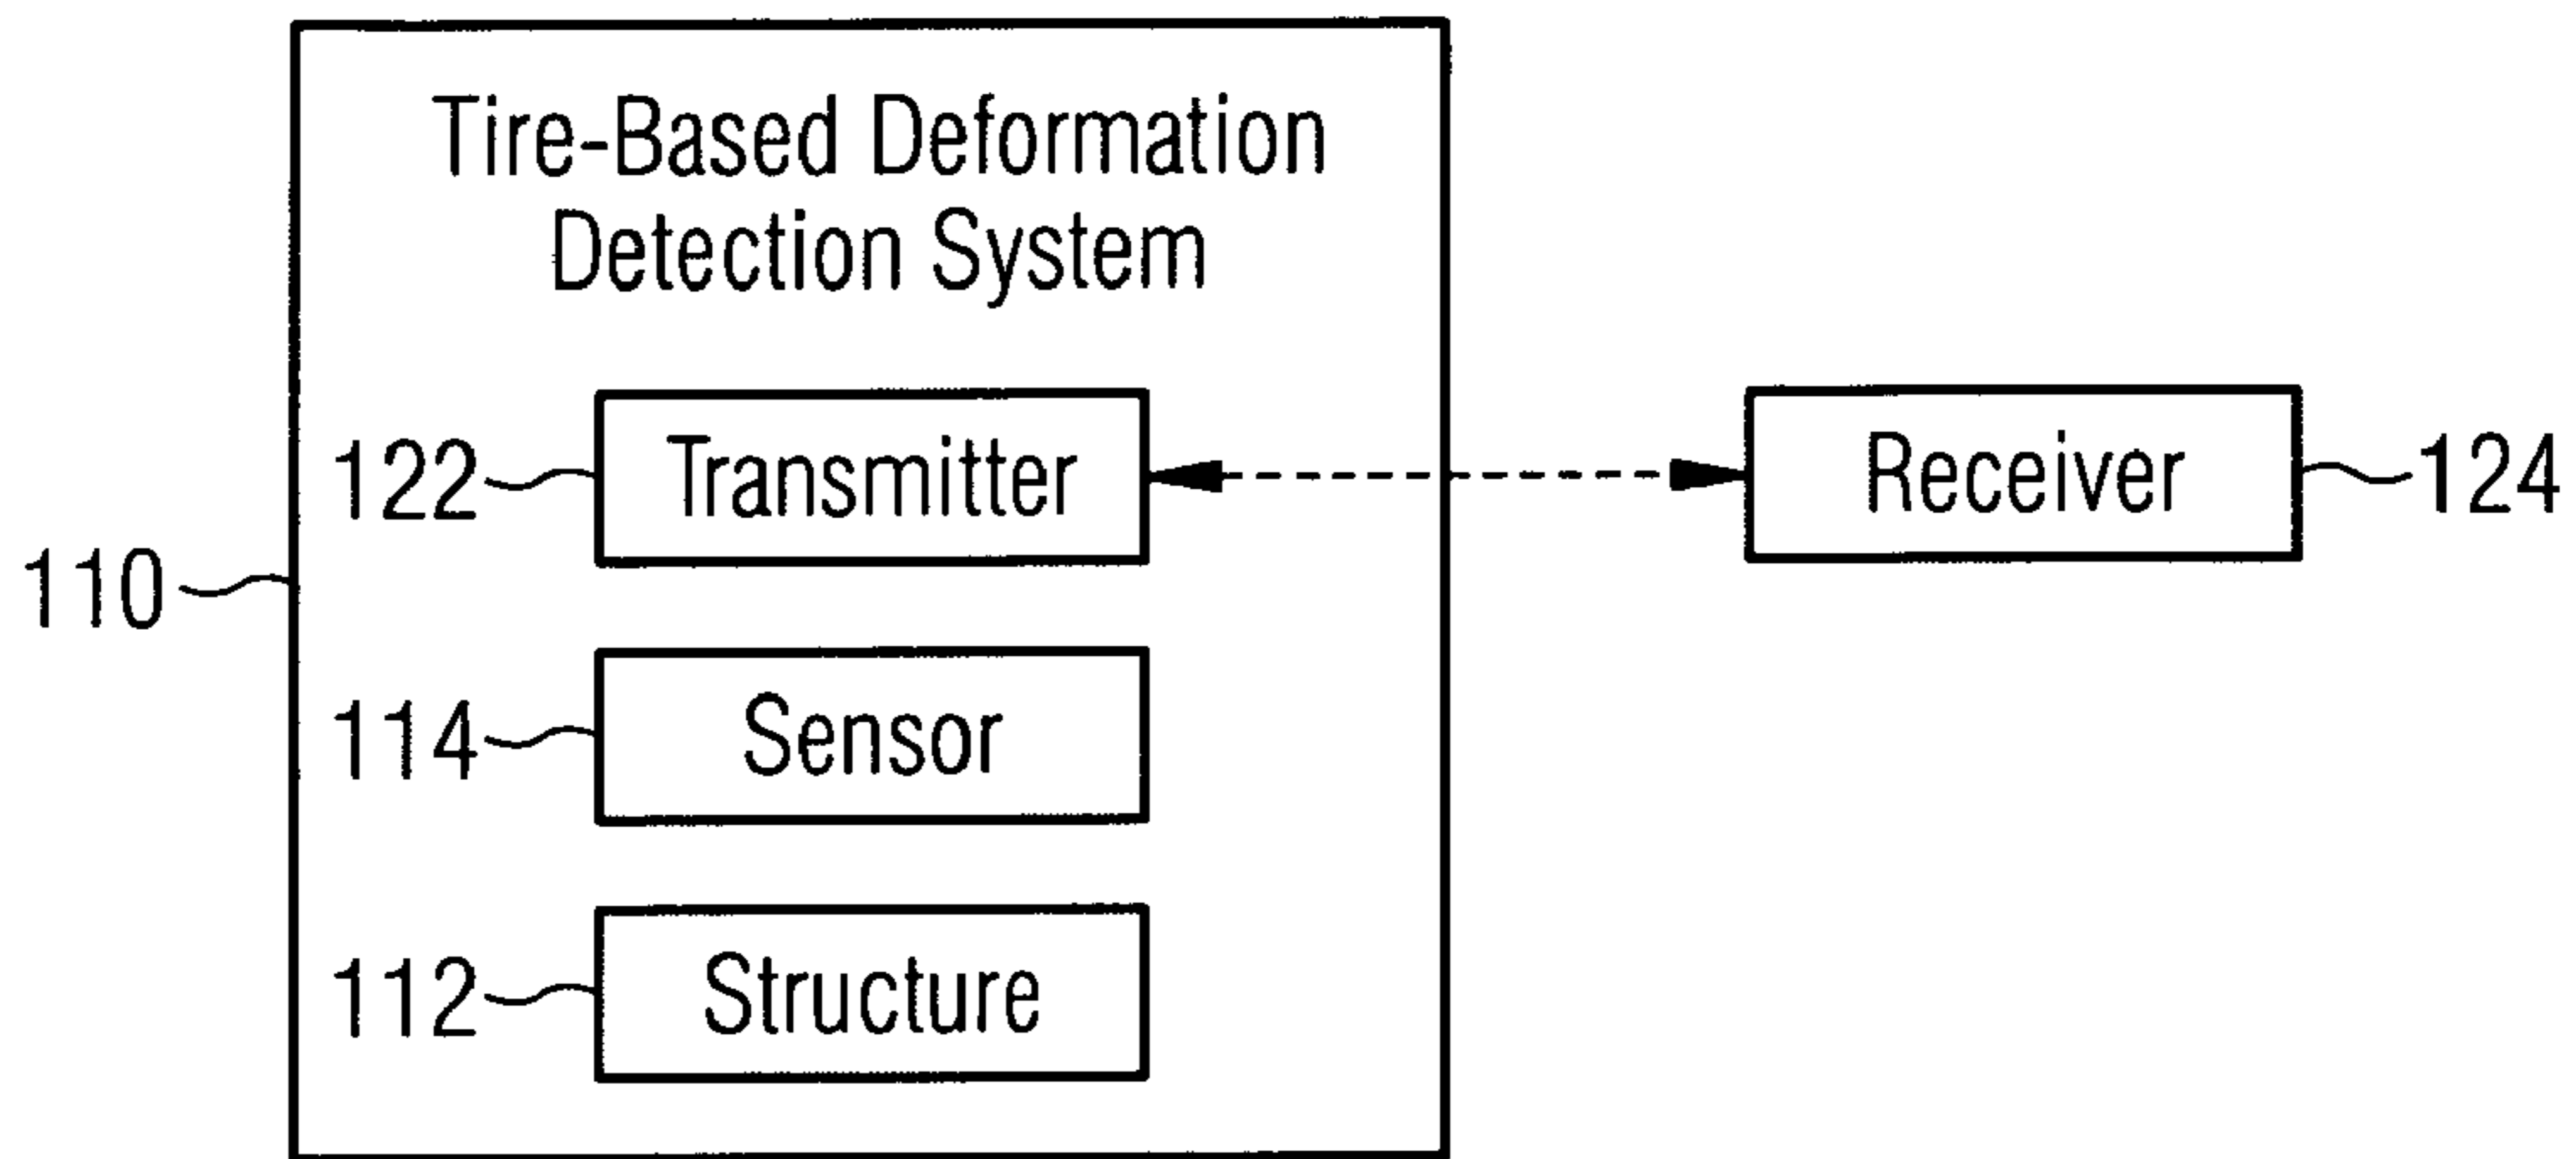 Tire-Based Deformation
Detection System
122
Transmitter
Receiver
124
110
114
Sensor
112
Structure